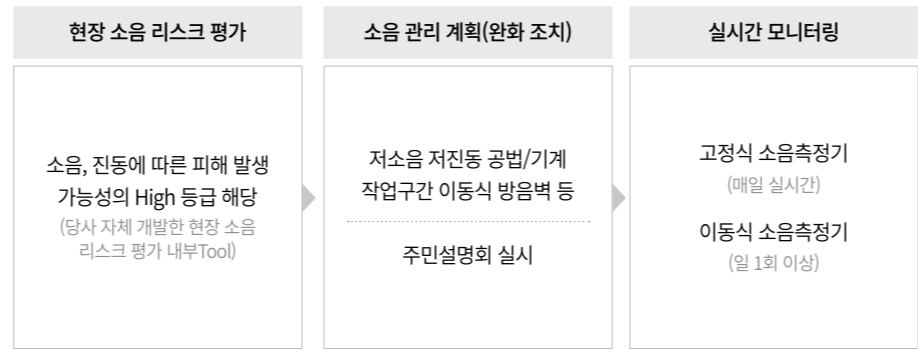 현장 소음 리스크 평가
소음, 진동에 따른 피해 발생
가능성의 High 등급 해당
(당사 자체 개발한 현장 소음
리스크 평가 내부Tool)
소음 관리 계획(완화 조치)
저소음 저진동 공법/기계
작업구간 이동식 방음벽 등
주민설명회 실시
실시간 모니터링
고정식 소음측정기
(매일 실시간)
이동식 소음측정기
(일 1회 이상)